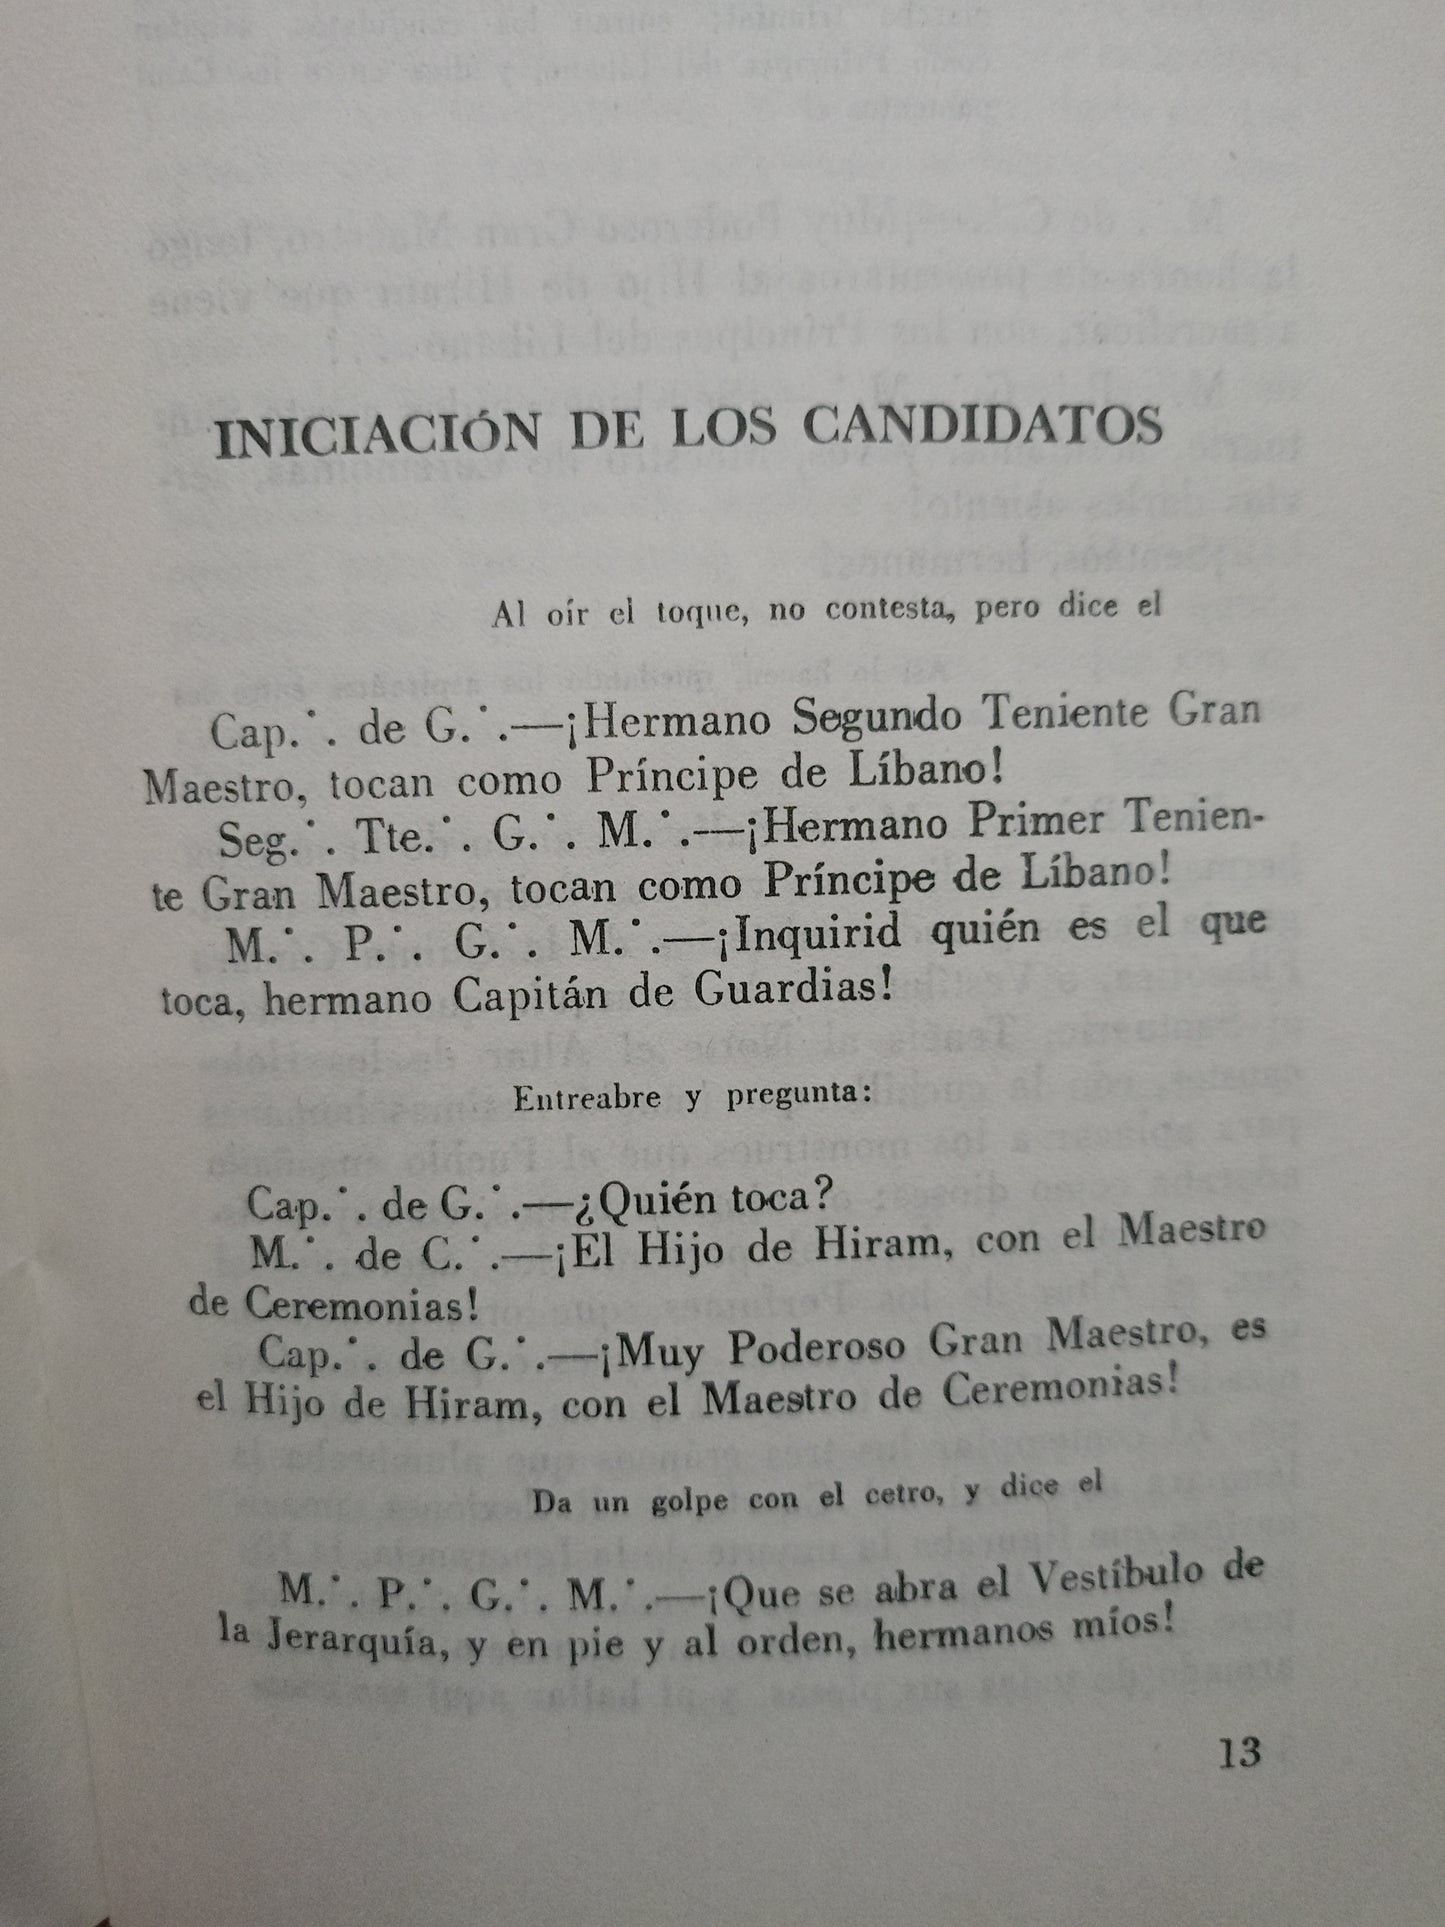 INICIACIÓN DE LOS CANDIDATOS
Al oír el toque, no contesta, pero dice el
Cap.∴ de G.∴—¡Hermano Segundo Teniente Gran
Maestro, tocan como Príncipe de Líbano!
Seg.∴ Tte.∴ G.∴ M.∴—¡Hermano Primer Tenien-
te Gran Maestro, tocan como Príncipe de Líbano!
M.∴ P.∴ G.∴ M.∴—¡Inquirid quién es el que
toca, hermano Capitán de Guardias!
Entreabre y pregunta:
Cap.∴ de G.∴—¿Quién toca?
M.∴ de C.∴—¡El Hijo de Hiram, con el Maestro
de Ceremonias!
Cap.∴ de G.∴—¡Muy Poderoso Gran Maestro, es
el Hijo de Hiram, con el Maestro de Ceremonias!
Da un golpe con el cetro, y dice el
M.∴ P.∴ G.∴ M.∴—¡Que se abra el Vestíbulo de
la Jerarquía, y en pie y al orden, hermanos míos!
13